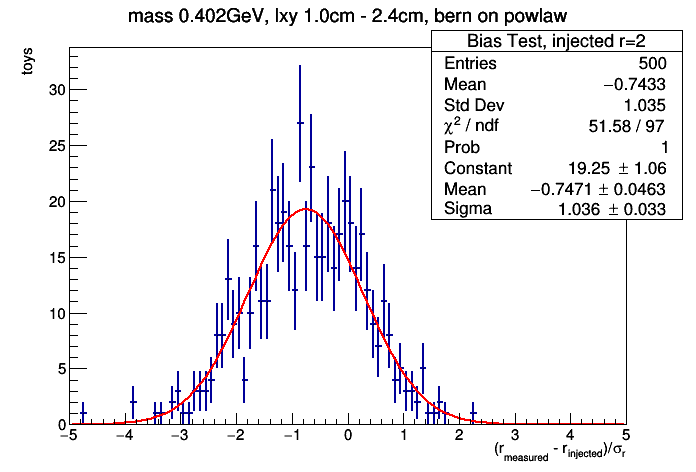 mass 0.402GeV, lxy 1.0cm - 2.4cm, bern on powlaw
Bias Test, injected r=2
Entries 500
Mean −0.7433
Std Dev 1.035
χ² / ndf 51.58 / 97
Prob 1
Constant 19.25 ± 1.06
Mean −0.7471 ± 0.0463
Sigma 1.036 ± 0.033
toys
30
25
20
15
10
5
0
−5 −4 −3 −2 −1 0 1 2 3 4 5
(r_measured - r_injected)/σ_r